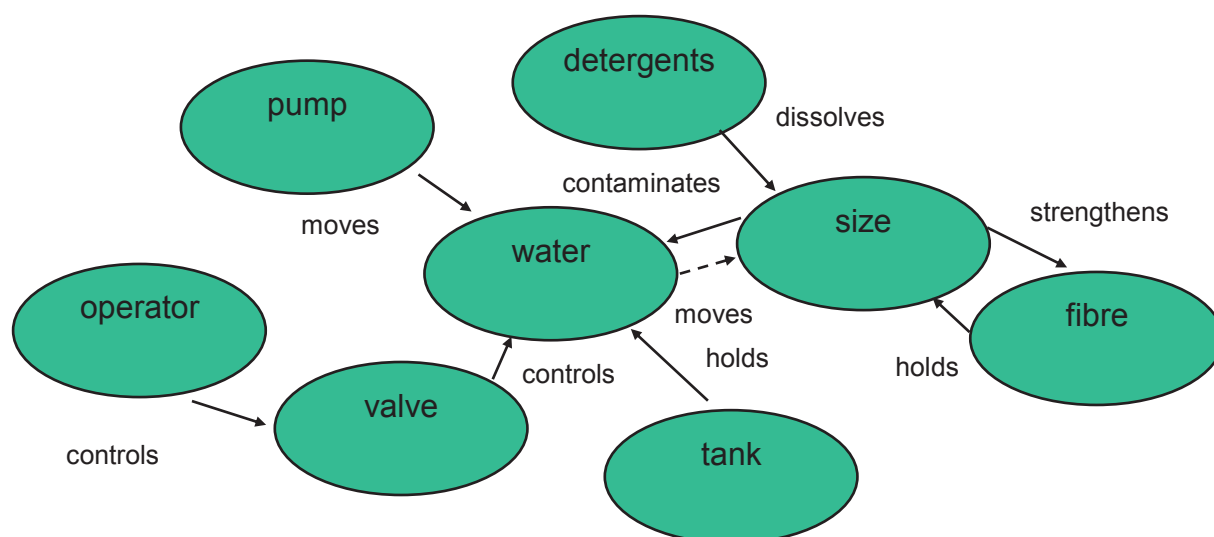 detergents
pump
dissolves
contaminates
strengthens
moves
size
water
operator
moves
fibre
holds
holds
controls
valve
controls
tank